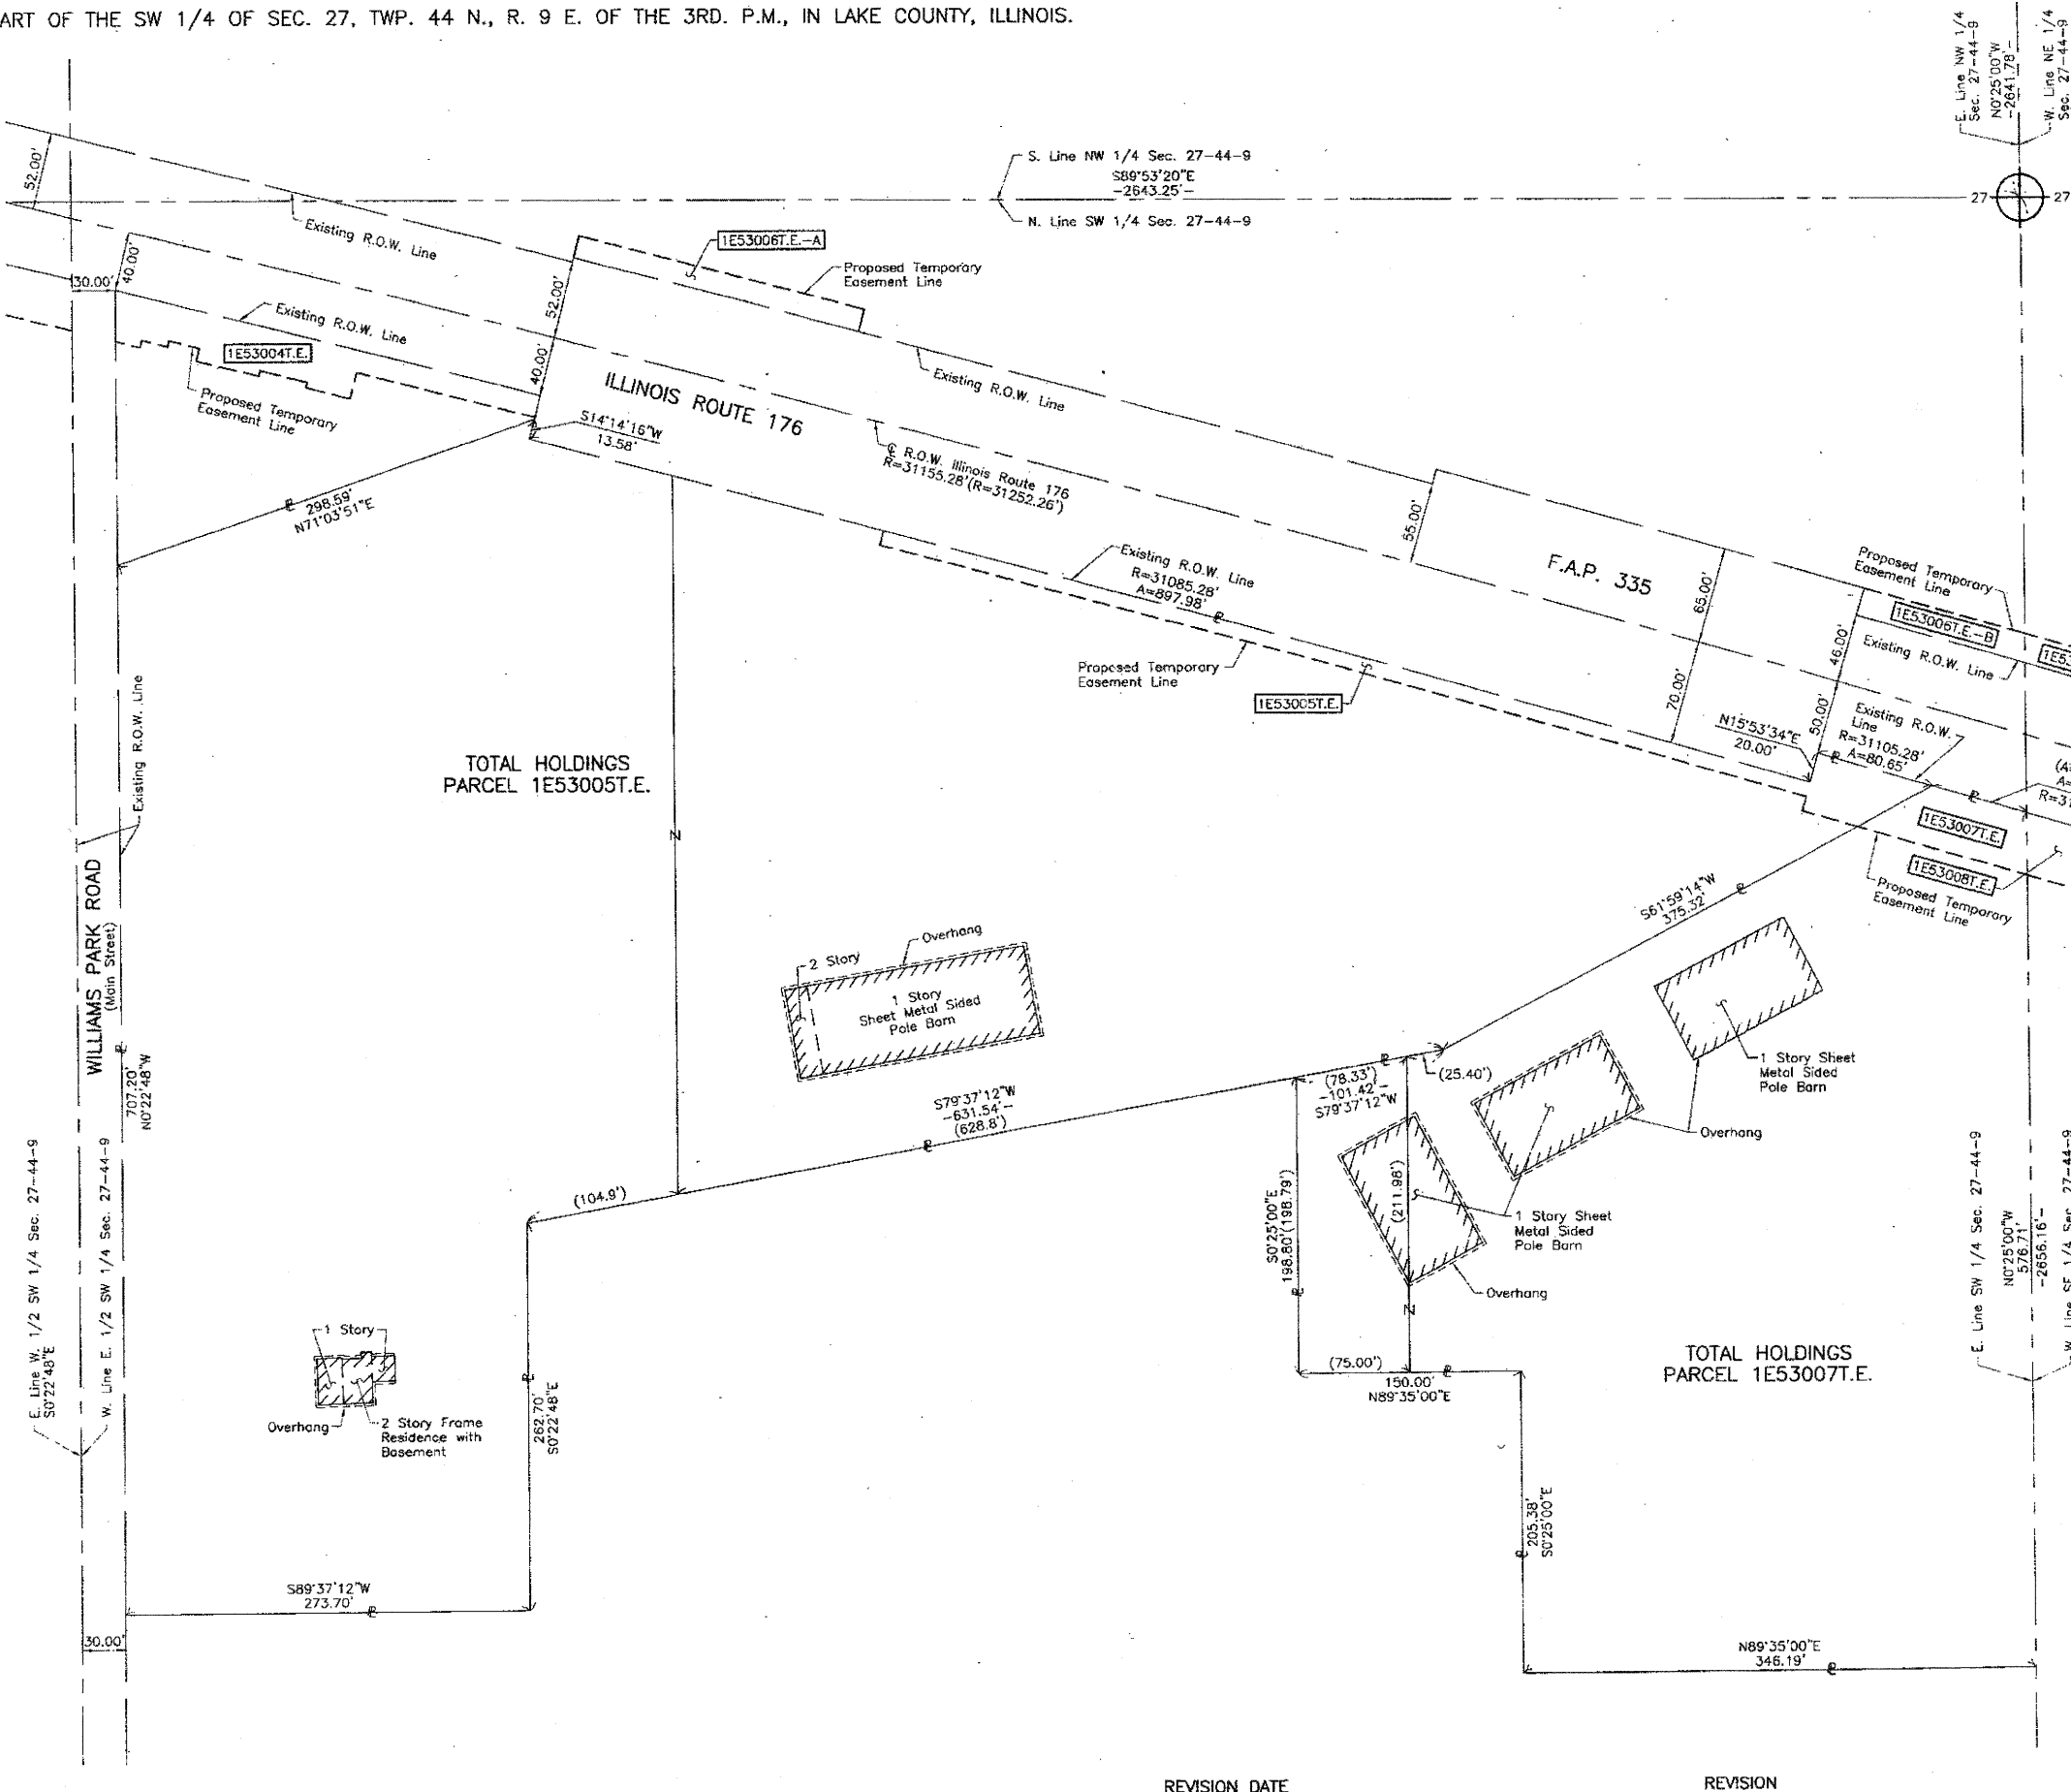 ART OF THE SW 1/4 OF SEC. 27, TWP. 44 N., R. 9 E. OF THE 3RD. P.M., IN LAKE COUNTY, ILLINOIS.
E. Line NW 1/4
Sec. 27-44-9
N0°25'00"W
-2641.78'-
W. Line NE 1/4
Sec. 27-44-9
27
27
S. Line NW 1/4 Sec. 27-44-9
S89°53'20"E
-2643.25'-
N. Line SW 1/4 Sec. 27-44-9
52.00'
Existing R.O.W. Line
40.00'
30.00'
Existing R.O.W. Line
1E53004T.E.
Proposed Temporary
Easement Line
1E53006T.E.-A
Proposed Temporary
Easement Line
52.00'
40.00'
ILLINOIS ROUTE 176
Existing R.O.W. Line
S14°14'16"W
13.58'
℄ R.O.W. Illinois Route 176
R=31155.28'(R=31252.26')
298.59'
N71°03'51"E
55.00'
F.A.P. 335
65.00'
70.00'
Existing R.O.W. Line
R=31085.28'
A=897.98'
Proposed Temporary
Easement Line
1E53005T.E.
Proposed Temporary
Easement Line
1E53006T.E.-B
1E5
Existing R.O.W. Line
46.00'
50.00'
N15°53'34"E
20.00'
Existing R.O.W.
Line
R=31105.28'
A=80.65'
(A
A=
R=31
1E53007T.E.
1E53008T.E.
Proposed Temporary
Easement Line
Existing R.O.W. Line
TOTAL HOLDINGS
PARCEL 1E53005T.E.
WILLIAMS PARK ROAD
(Main Street)
707.20'
N0°22'48"W
S61°59'14"W
375.32'
Overhang
2 Story
1 Story
Sheet Metal Sided
Pole Barn
1 Story Sheet
Metal Sided
Pole Barn
Overhang
S79°37'12"W
-631.54'-
(628.8')
(78.33')
-101.42'-
S79°37'12"W
(25.40')
(104.9')
S0°25'00"E
198.80'(198.79')
(211.98')
1 Story Sheet
Metal Sided
Pole Barn
Overhang
E. Line W. 1/2 SW 1/4 Sec. 27-44-9
S0°22'48"E
W. Line E. 1/2 SW 1/4 Sec. 27-44-9
E. Line SW 1/4 Sec. 27-44-9
N0°25'00"W
576.71'
-2656.16'-
W. Line SE 1/4 Sec. 27-44-9
1 Story
Overhang
2 Story Frame
Residence with
Basement
262.70'
S0°22'48"E
(75.00')
150.00'
N89°35'00"E
TOTAL HOLDINGS
PARCEL 1E53007T.E.
205.38'
S0°25'00"E
S89°37'12"W
273.70'
30.00'
N89°35'00"E
346.19'
REVISION DATE
REVISION